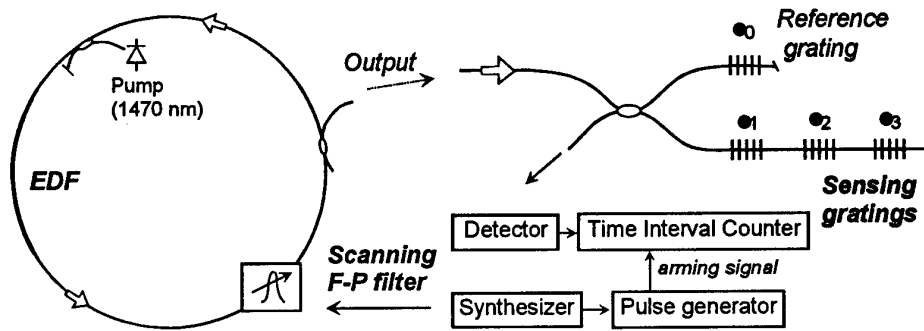 Pump
(1470 nm)
EDF
Output
Scanning
F-P filter
●0
Reference
grating
●1
●2
●3
Sensing
gratings
Detector
Time Interval Counter
arming signal
Synthesizer
Pulse generator